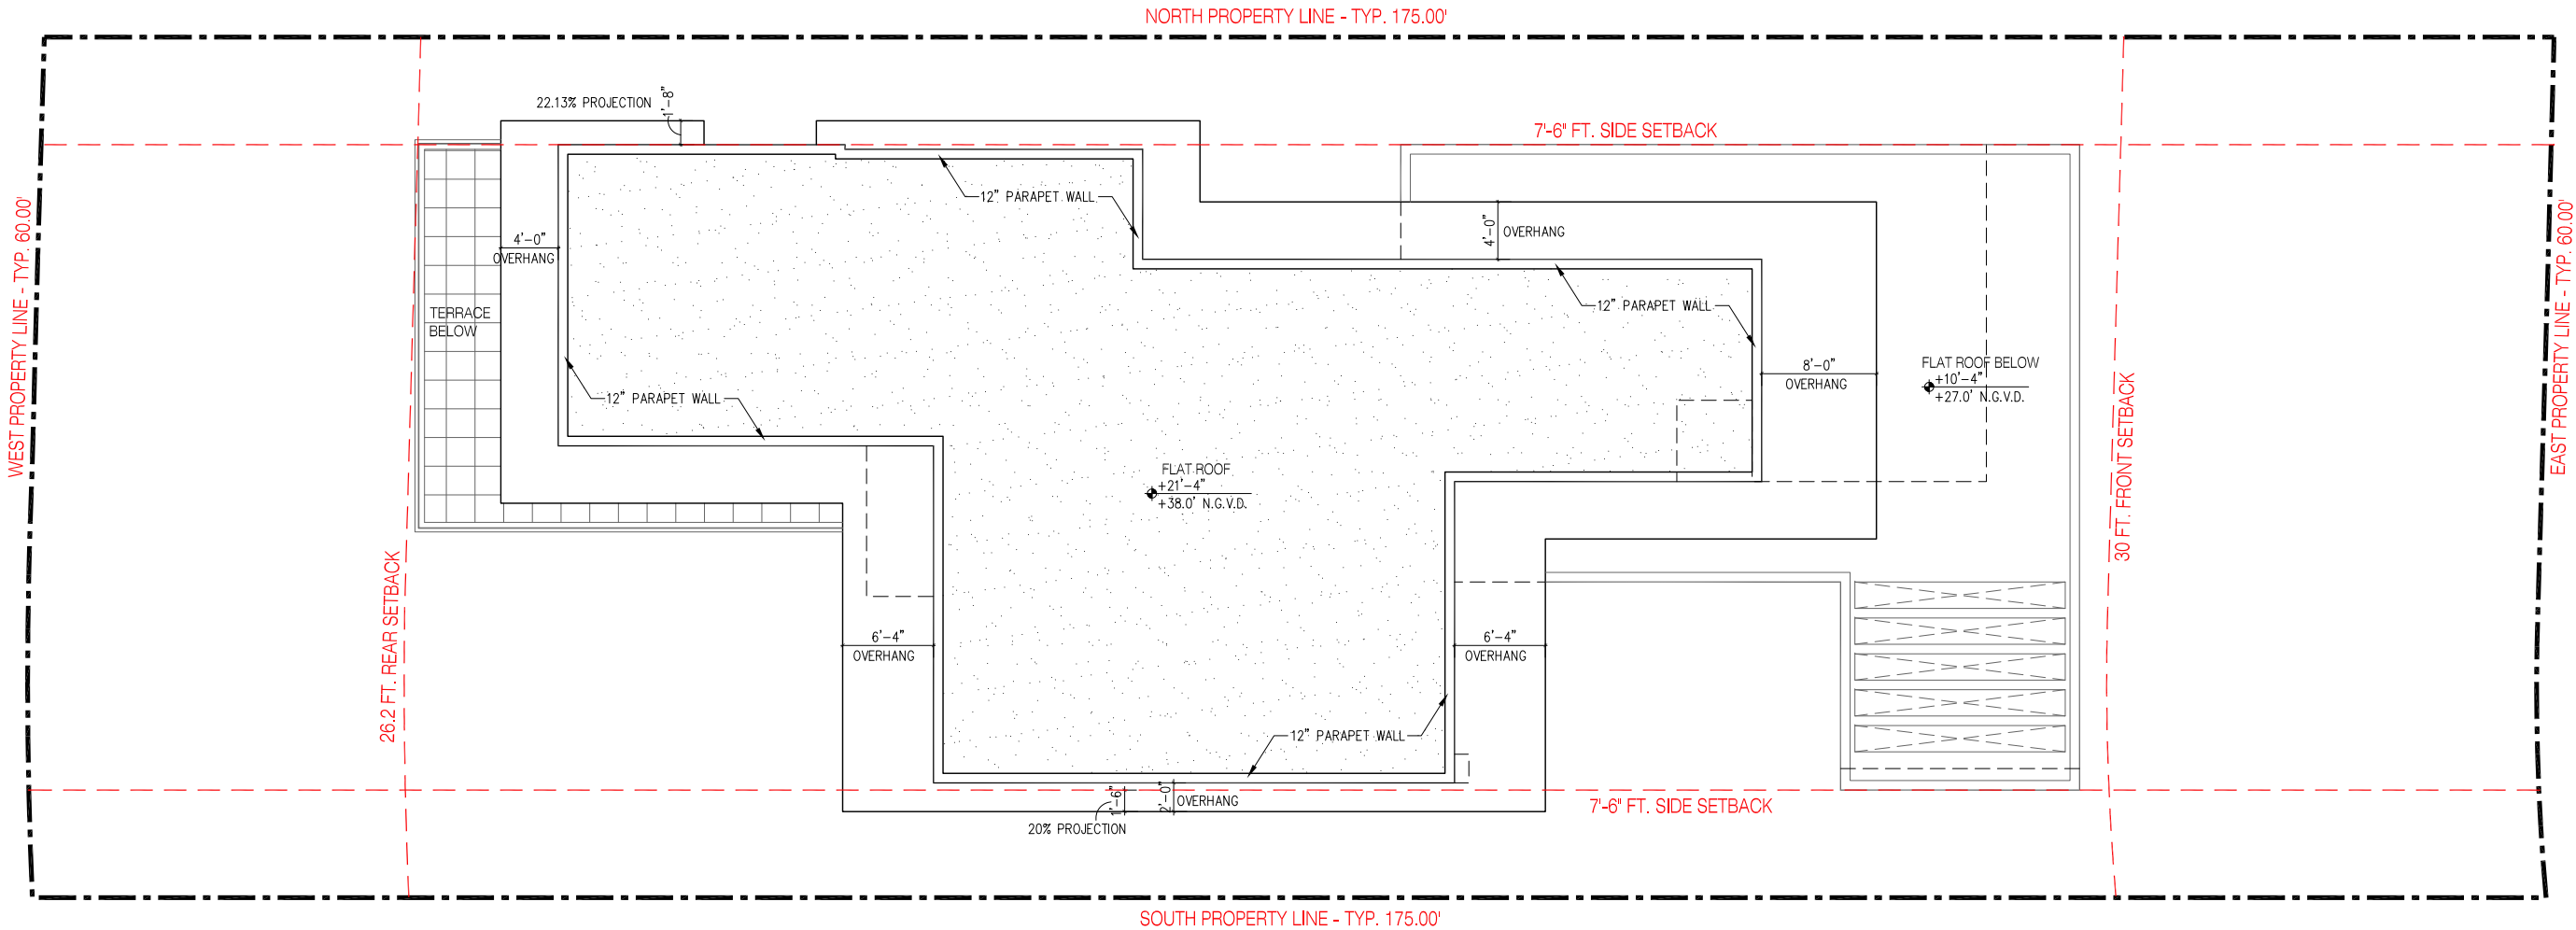 NORTH PROPERTY LINE - TYP. 175.00'
22.13% PROJECTION
1'-8"
7'-6" FT. SIDE SETBACK
12" PARAPET WALL
WEST PROPERTY LINE - TYP. 60.00'
EAST PROPERTY LINE - TYP. 60.00'
4'-0"
OVERHANG
4'-0"
OVERHANG
TERRACE
BELOW
12" PARAPET WALL
8'-0"
OVERHANG
FLAT ROOF BELOW
+10'-4"
+27.0' N.G.V.D.
12" PARAPET WALL
30 FT. FRONT SETBACK
FLAT ROOF
+21'-4"
+38.0' N.G.V.D.
26.2 FT. REAR SETBACK
6'-4"
OVERHANG
6'-4"
OVERHANG
12" PARAPET WALL
1'-6"
2'-0"
OVERHANG
7'-6" FT. SIDE SETBACK
20% PROJECTION
SOUTH PROPERTY LINE - TYP. 175.00'